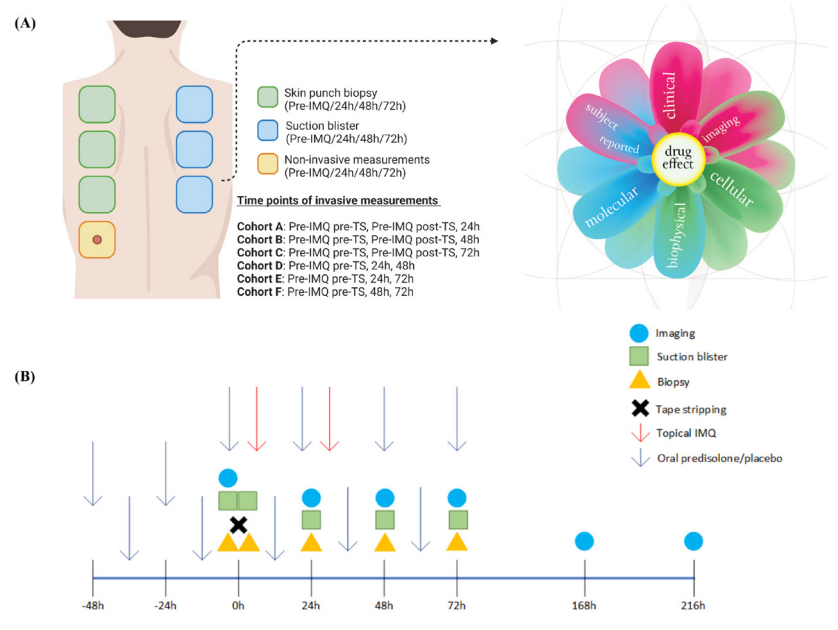 (A)
Skin punch biopsy
(Pre-IMQ/24h/48h/72h)
Suction blister
(Pre-IMQ/24h/48h/72h)
Non-invasive measurements
(Pre-IMQ/24h/48h/72h)
Time points of invasive measurements
Cohort A: Pre-IMQ pre-TS, Pre-IMQ post-TS, 24h
Cohort B: Pre-IMQ pre-TS, Pre-IMQ post-TS, 48h
Cohort C: Pre-IMQ pre-TS, Pre-IMQ post-TS, 72h
Cohort D: Pre-IMQ pre-TS, 24h, 48h
Cohort E: Pre-IMQ pre-TS, 24h, 72h
Cohort F: Pre-IMQ pre-TS, 48h, 72h
clinical
imaging
cellular
biophysical
molecular
subject
reported
drug
effect
(B)
Imaging
Suction blister
Biopsy
Tape stripping
Topical IMQ
Oral predisolone/placebo
-48h
-24h
0h
24h
48h
72h
168h
216h